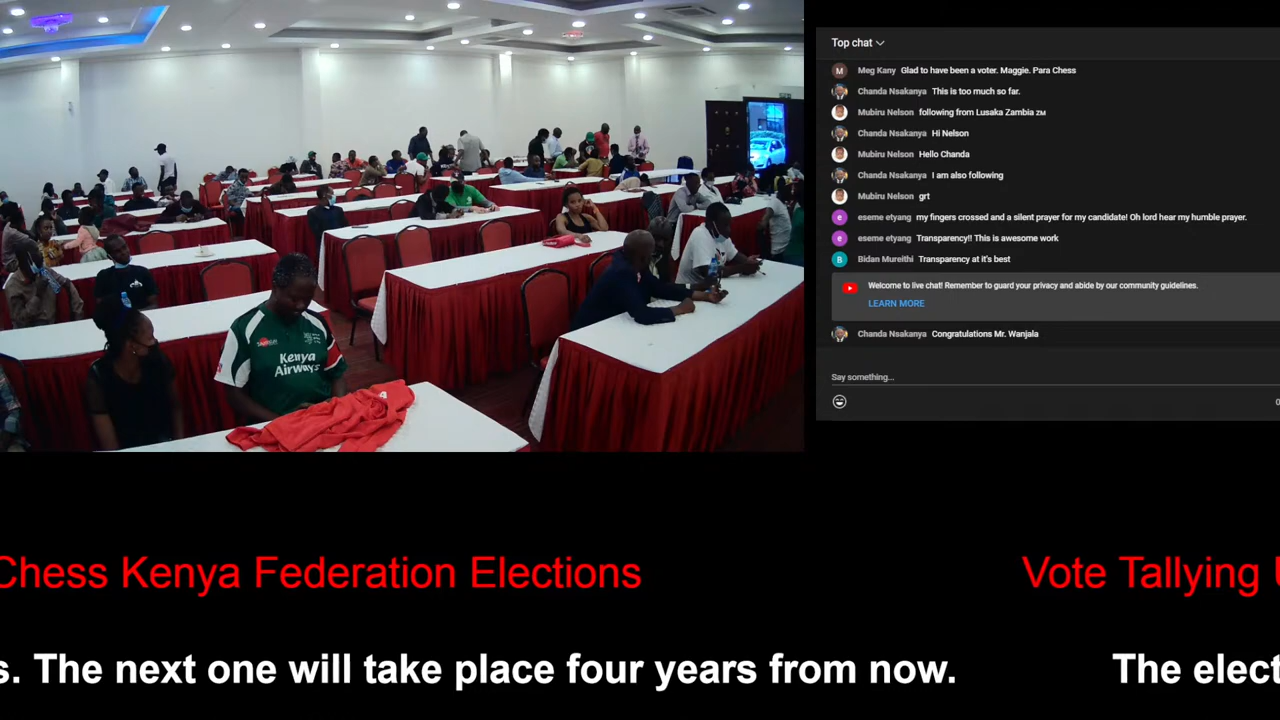 Top chat
Meg Kany Glad to have been a voter. Maggie. Para Chess
Chanda Nsakanya This is too much so far.
Mubiru Nelson following from Lusaka Zambia ZM
Chanda Nsakanya Hi Nelson
Mubiru Nelson Hello Chanda
Chanda Nsakanya I am also following
Mubiru Nelson grt
eseme etyang my fingers crossed and a silent prayer for my candidate! Oh lord hear my humble prayer.
eseme etyang Transparency!! This is awesome work
Bidan Mureithi Transparency at it's best
Welcome to live chat! Remember to guard your privacy and abide by our community guidelines.
LEARN MORE
Chanda Nsakanya Congratulations Mr. Wanjala
Say something...
0
Kenya
Airways
Chess Kenya Federation Elections
Vote Tallying U
s. The next one will take place four years from now.
The elect